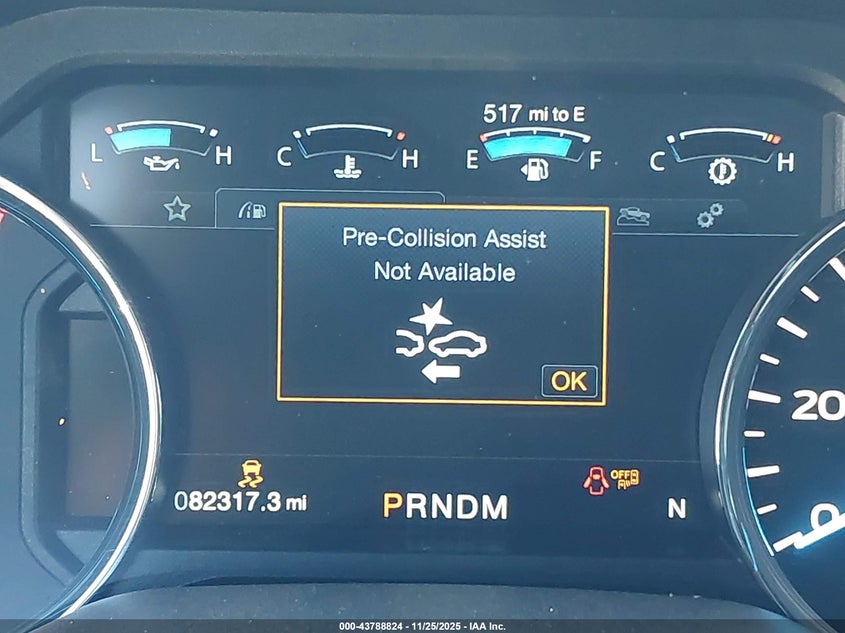 517 mi to E
L H C H E F C H
Pre-Collision Assist
Not Available
OK
OFF
082317.3 mi PRNDM N
20
0
000-43788824 - 11/25/2025 - IAA Inc.